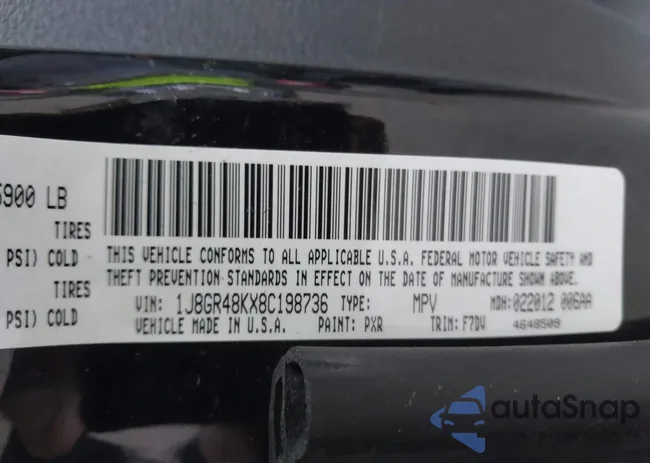 5900 LB
TIRES
PSI) COLD
TIRES
PSI) COLD
THIS VEHICLE CONFORMS TO ALL APPLICABLE U.S.A. FEDERAL MOTOR VEHICLE SAFETY AND
THEFT PREVENTION STANDARDS IN EFFECT ON THE DATE OF MANUFACTURE SHOWN ABOVE.
VIN: 1J8GR48KX8C198736 TYPE: MPV MDH:022012 006AA
VEHICLE MADE IN U.S.A. PAINT: PXR TRIM: F7DV 4648509
autoSnap